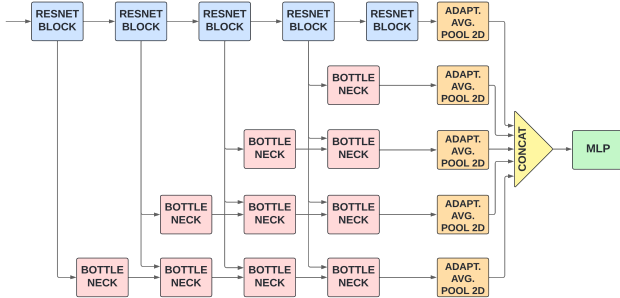 RESNET
BLOCK
RESNET
BLOCK
RESNET
BLOCK
RESNET
BLOCK
RESNET
BLOCK
ADAPT.
AVG.
POOL 2D
BOTTLE
NECK
ADAPT.
AVG.
POOL 2D
BOTTLE
NECK
BOTTLE
NECK
ADAPT.
AVG.
POOL 2D
CONCAT
MLP
BOTTLE
NECK
BOTTLE
NECK
BOTTLE
NECK
ADAPT.
AVG.
POOL 2D
BOTTLE
NECK
BOTTLE
NECK
BOTTLE
NECK
BOTTLE
NECK
ADAPT.
AVG.
POOL 2D